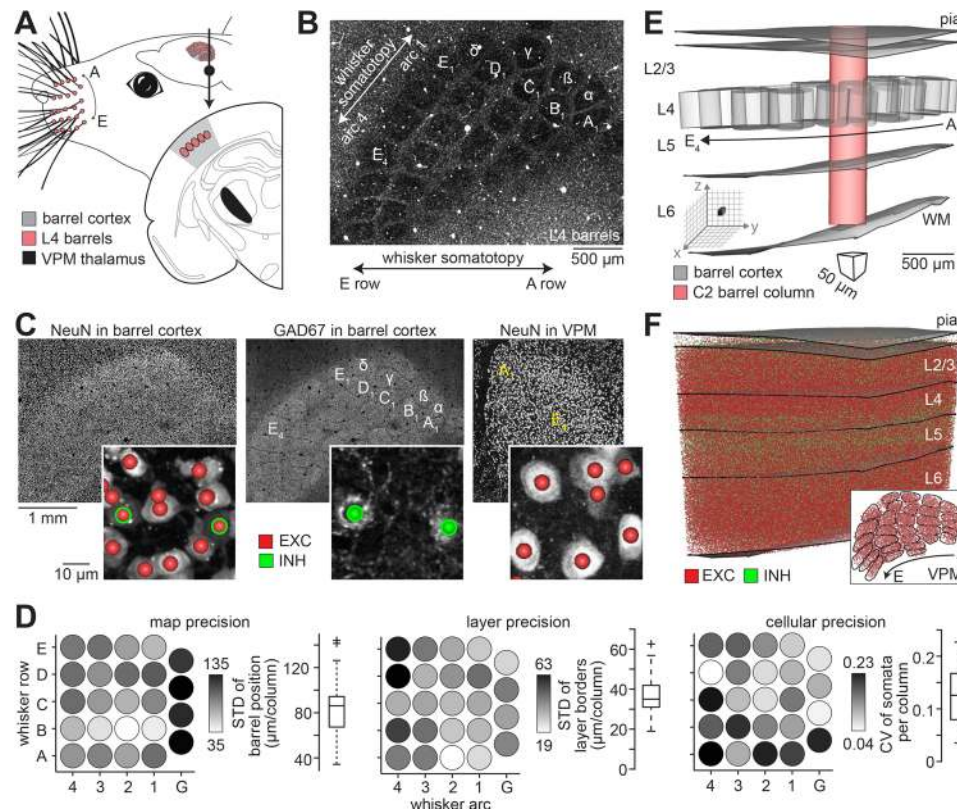 A
A
E
barrel cortex
L4 barrels
VPM thalamus
B
whisker somatotopy
arc 1
arc 4
E1
δ
D1
γ
C1
ß
B1
α
A1
E4
L4 barrels
500 µm
whisker somatotopy
E row
A row
C
NeuN in barrel cortex
GAD67 in barrel cortex
NeuN in VPM
E1
δ
D1
γ
C1
ß
B1
α
A1
E4
1 mm
10 µm
EXC
INH
D
map precision
whisker row
E
D
C
B
A
4 3 2 1 G
135
35
STD of barrel position (µm/column)
120
80
40
layer precision
4 3 2 1 G
whisker arc
63
19
STD of layer borders (µm/column)
60
40
20
0
cellular precision
4 3 2 1 G
0.23
0.04
CV of somata per column
0.2
0.1
0
E
pia
L2/3
L4
L5
L6
E4
A
z
y
x
WM
barrel cortex
C2 barrel column
50 µm
500 µm
F
pia
L2/3
L4
L5
L6
EXC
INH
E
VPM